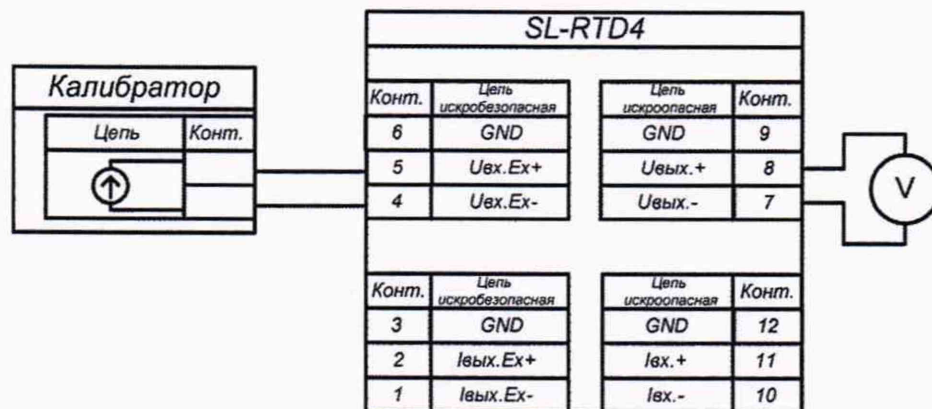 SL-RTD4
Калибратор
Цепь Конт.
Конт. Цепь искробезопасная
6 GND
5 Uвх.Ex+
4 Uвх.Ex-
Цепь искроопасная Конт.
GND 9
Uвых.+ 8
Uвых.- 7
V
Конт. Цепь искробезопасная
3 GND
2 Iвых.Ex+
1 Iвых.Ex-
Цепь искроопасная Конт.
GND 12
Iвх.+ 11
Iвх.- 10